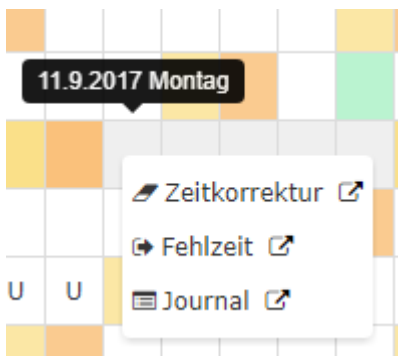 11.9.2017 Montag
Zeitkorrektur
Fehlzeit
U U
Journal